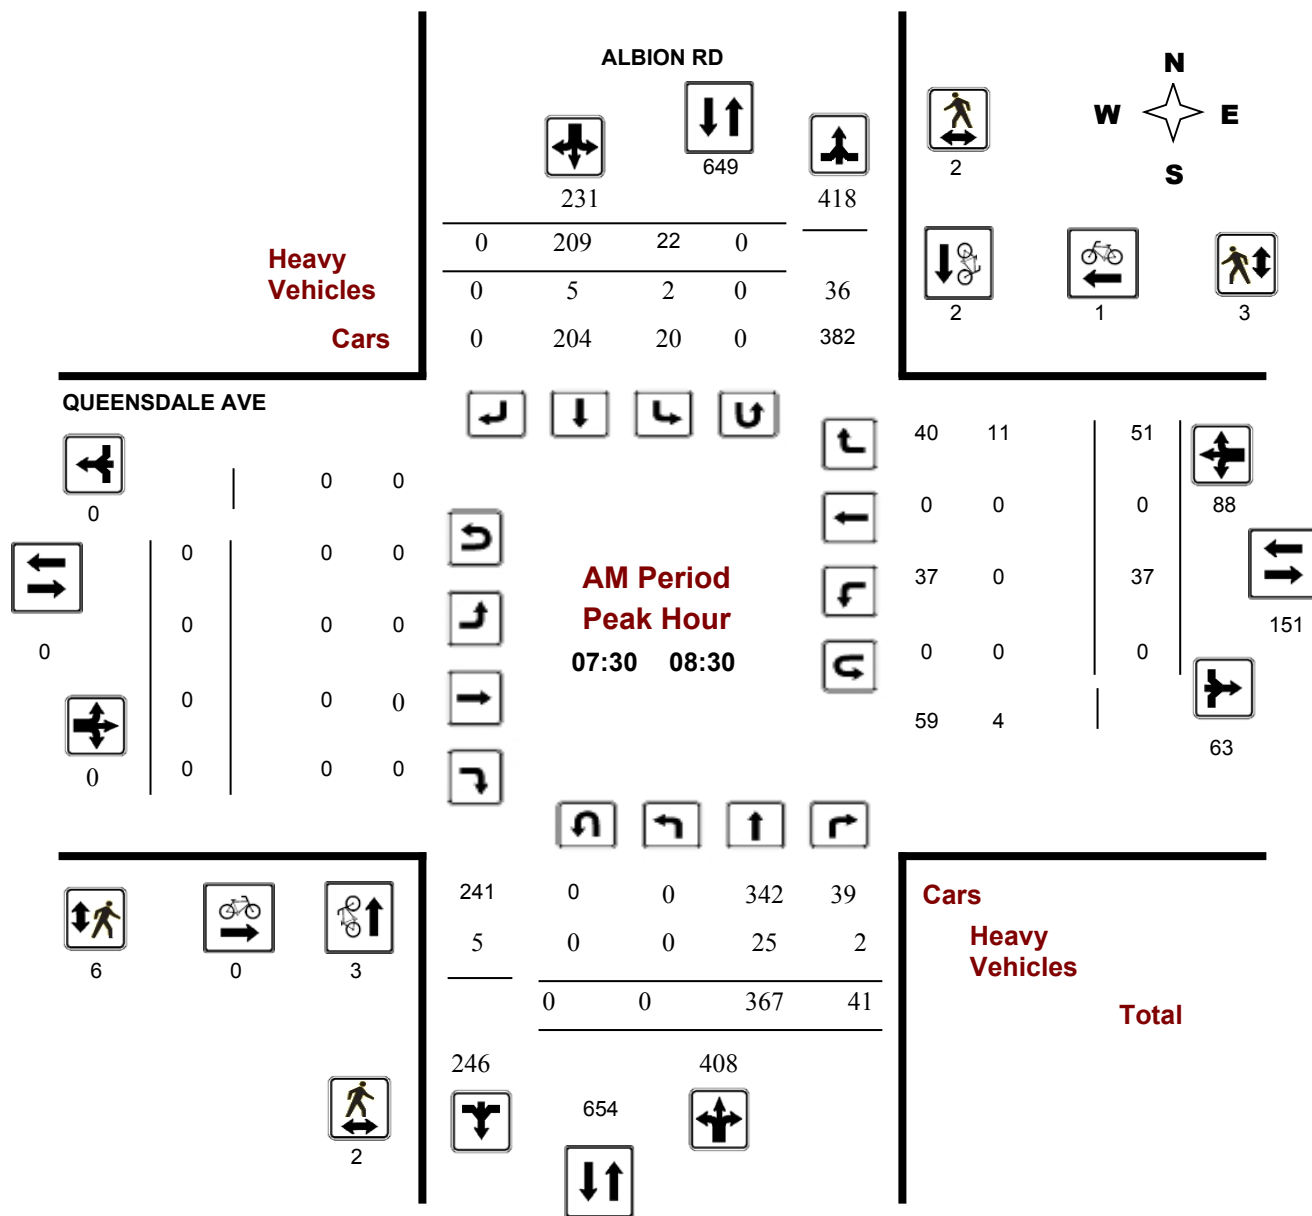 ALBION RD
N
W E
S
649
2
231 418
0 209 22 0
Heavy
Vehicles 0 5 2 0 36
Cars 0 204 20 0 382
2 1 3
QUEENSDALE AVE
40 11 51
0 0 0
0 0 0 88
0 0 0
AM Period
37 0 37
Peak Hour
0 0 0
151
0
07:30 08:30
0 0 0
0 0 0
59 4
63
0 0 0 0
241 0 0 342 39 Cars
5 0 0 25 2 Heavy
Vehicles
6 0 3
0 0 367 41 Total
246 408
654
2